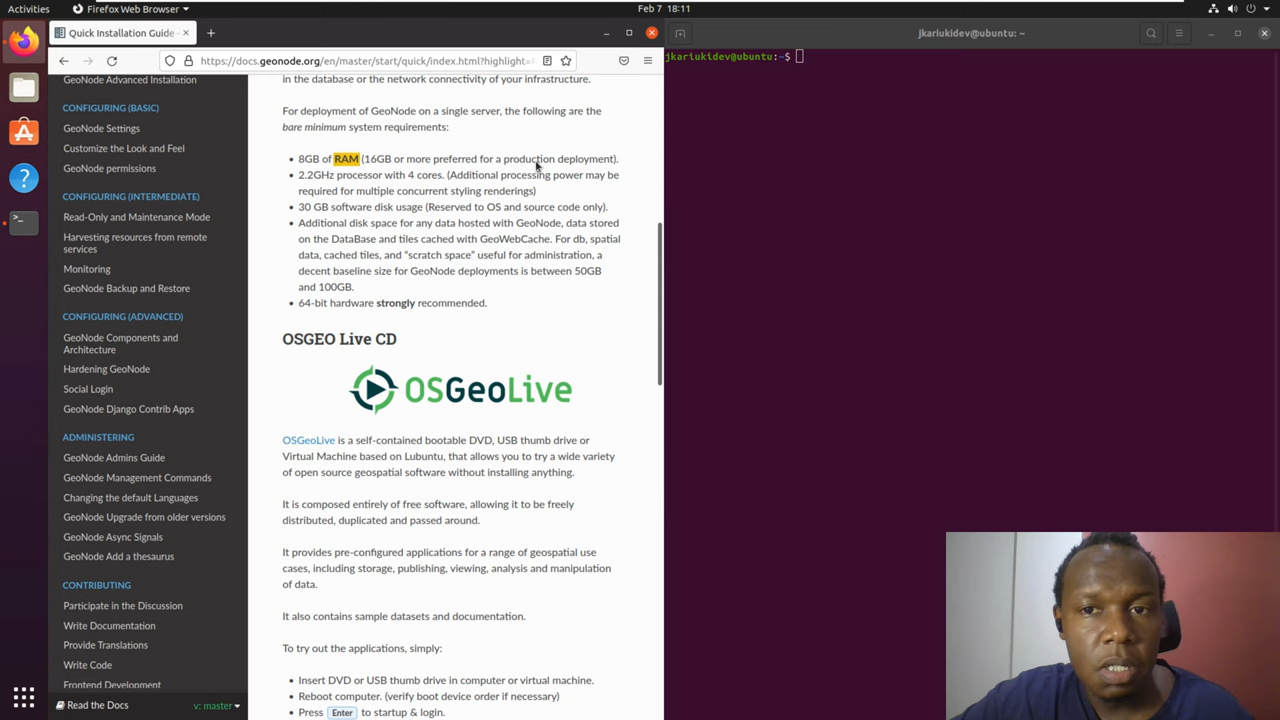 Activities
Firefox Web Browser
Feb 7 18:11
Quick Installation Guide
https://docs.geonode.org/en/master/start/quick/index.html?highlight=
jkariukidev@ubuntu: ~
jkariukidev@ubuntu:~$
GeoNode Advanced Installation
CONFIGURING (BASIC)
GeoNode Settings
Customize the Look and Feel
GeoNode permissions
CONFIGURING (INTERMEDIATE)
Read-Only and Maintenance Mode
Harvesting resources from remote
services
Monitoring
GeoNode Backup and Restore
CONFIGURING (ADVANCED)
GeoNode Components and
Architecture
Hardening GeoNode
Social Login
GeoNode Django Contrib Apps
ADMINISTERING
GeoNode Admins Guide
GeoNode Management Commands
Changing the default Languages
GeoNode Upgrade from older versions
GeoNode Async Signals
GeoNode Add a thesaurus
CONTRIBUTING
Participate in the Discussion
Write Documentation
Provide Translations
Write Code
Frontend Development
Read the Docs
v: master
in the database or the network connectivity of your infrastructure.
For deployment of GeoNode on a single server, the following are the
bare minimum system requirements:
• 8GB of RAM (16GB or more preferred for a production deployment).
• 2.2GHz processor with 4 cores. (Additional processing power may be
required for multiple concurrent styling renderings)
• 30 GB software disk usage (Reserved to OS and source code only).
• Additional disk space for any data hosted with GeoNode, data stored
on the DataBase and tiles cached with GeoWebCache. For db, spatial
data, cached tiles, and “scratch space” useful for administration, a
decent baseline size for GeoNode deployments is between 50GB
and 100GB.
• 64-bit hardware strongly recommended.
OSGEO Live CD
OSGeoLive
OSGeoLive is a self-contained bootable DVD, USB thumb drive or
Virtual Machine based on Lubuntu, that allows you to try a wide variety
of open source geospatial software without installing anything.
It is composed entirely of free software, allowing it to be freely
distributed, duplicated and passed around.
It provides pre-configured applications for a range of geospatial use
cases, including storage, publishing, viewing, analysis and manipulation
of data.
It also contains sample datasets and documentation.
To try out the applications, simply:
• Insert DVD or USB thumb drive in computer or virtual machine.
• Reboot computer. (verify boot device order if necessary)
• Press Enter to startup & login.